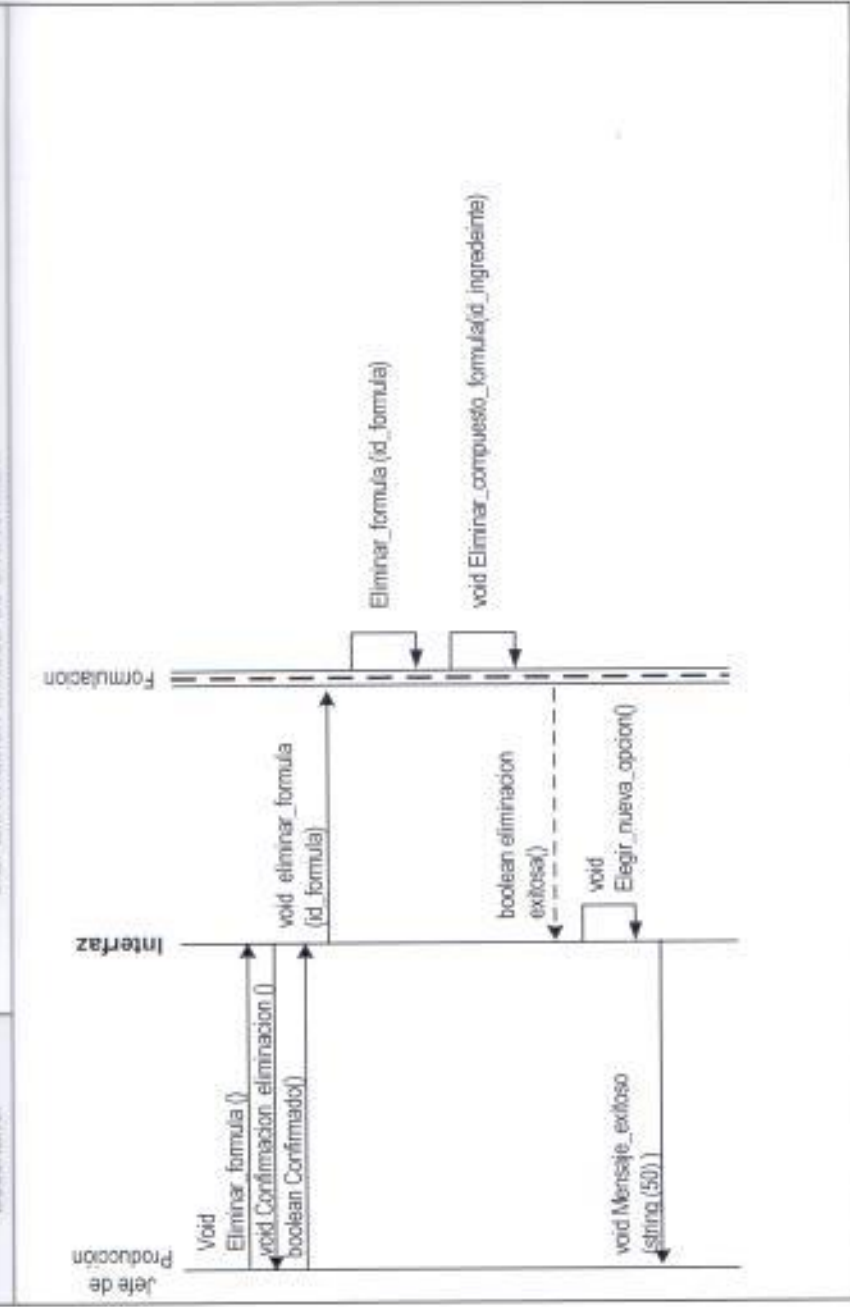 Jefe de
Producción
Interfaz
Formulacion
Void
Eliminar_formula ()
void Confirmacion_eliminacion ()
boolean Confirmado()
void eliminar_formula
(id_formula)
Eliminar_formula (id_formula)
void Eliminar_compuesto_formula(id_ingredeinte)
boolean eliminacion
exitosa()
void
Elegir_nueva_opcion()
void Mensaje_exitoso
(string (50) )